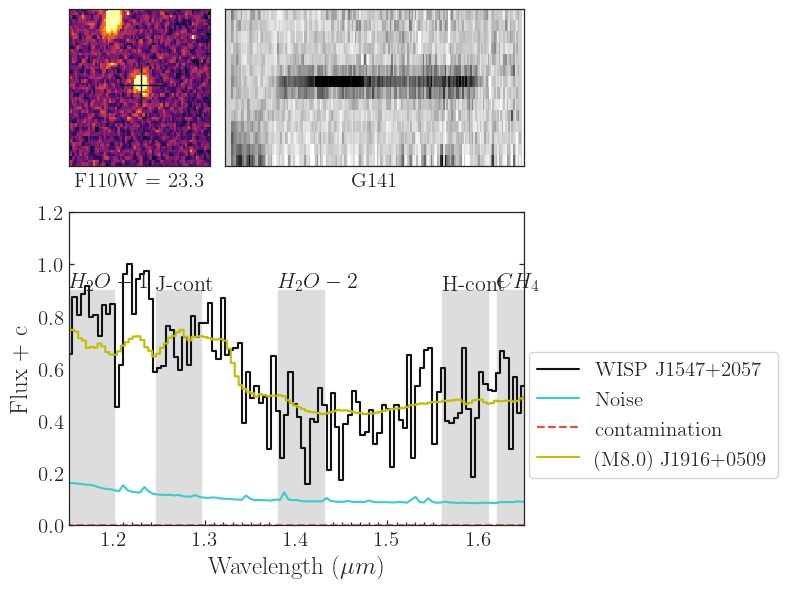 F110W = 23.3
G141
1.2
1.0
0.8
0.6
0.4
0.2
0.0
Flux + c
H₂O − 1
J-cont
H₂O − 2
H-cont
CH₄
1.2
1.3
1.4
1.5
1.6
Wavelength (μm)
WISP J1547+2057
Noise
contamination
(M8.0) J1916+0509